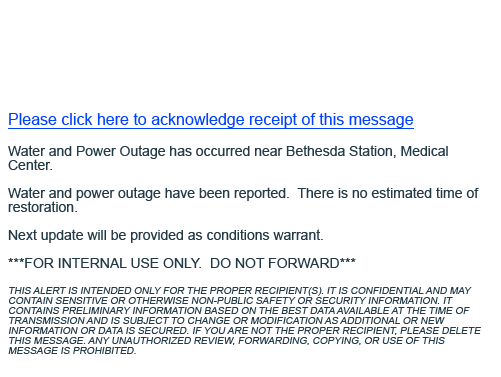 Please click here to acknowledge receipt of this message
Water and Power Outage has occurred near Bethesda Station, Medical
Center.
Water and power outage have been reported.  There is no estimated time of
restoration.
Next update will be provided as conditions warrant.
***FOR INTERNAL USE ONLY.  DO NOT FORWARD***
THIS ALERT IS INTENDED ONLY FOR THE PROPER RECIPIENT(S). IT IS CONFIDENTIAL AND MAY
CONTAIN SENSITIVE OR OTHERWISE NON-PUBLIC SAFETY OR SECURITY INFORMATION. IT
CONTAINS PRELIMINARY INFORMATION BASED ON THE BEST DATA AVAILABLE AT THE TIME OF
TRANSMISSION AND IS SUBJECT TO CHANGE OR MODIFICATION AS ADDITIONAL OR NEW
INFORMATION OR DATA IS SECURED. IF YOU ARE NOT THE PROPER RECIPIENT, PLEASE DELETE
THIS MESSAGE. ANY UNAUTHORIZED REVIEW, FORWARDING, COPYING, OR USE OF THIS
MESSAGE IS PROHIBITED.